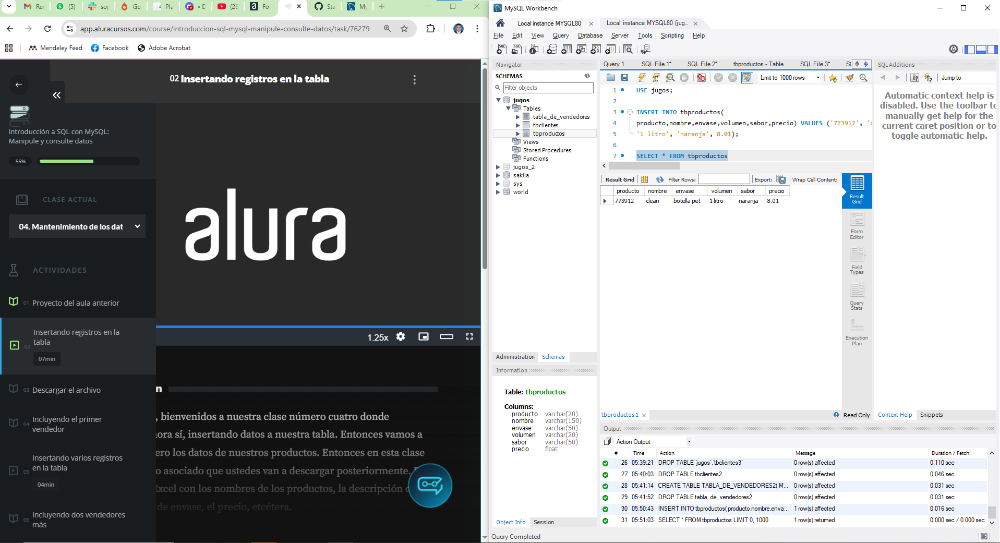 Re
(5)
so
Go
Pla
• D
(26
Fo
Sta
My
app.aluracursos.com/course/introduccion-sql-mysql-manipule-consulte-datos/task/76279
Mendeley Feed
Facebook
Adobe Acrobat
02 Insertando registros en la tabla
Introducción a SQL con MySQL:
Manipule y consulte datos
55%
CLASE ACTUAL
04. Mantenimiento de los dat
ACTIVIDADES
01 Proyecto del aula anterior
Insertando registros en la
02 tabla
07min
03 Descargar el archivo
Incluyendo el primer
04 vendedor
Insertando varios registros
05 en la tabla
04min
Incluyendo dos vendedores
06 más
alura
1.25x
n
, bienvenidos a nuestra clase número cuatro donde
nora sí, insertando datos a nuestra tabla. Entonces vamos a
ero los datos de nuestros productos. Entonces en esta clase
o asociado que ustedes van a descargar posteriormente.
Excel con los nombres de los productos, la descripción
de envase, el precio, etcétera.
MySQL Workbench
Local instance MYSQL80
Local instance MYSQL80 (jug...
File Edit View Query Database Server Tools Scripting Help
Navigator
SCHEMAS
Filter objects
jugos
Tables
tabla_de_vendedores
tbclientes
tbproductos
Views
Stored Procedures
Functions
jugos_2
sakila
sys
world
Administration Schemas
Information
Table: tbproductos
Columns:
producto varchar(20)
nombre varchar(150)
envase varchar(50)
volumen varchar(20)
sabor varchar(50)
precio float
Object Info Session
Query Completed
Query 1
SQL File 1*
SQL File 2*
tbproductos - Table
SQL File 3*
Limit to 1000 rows
1 USE jugos;
2
3 INSERT INTO tbproductos(
4 producto,nombre,envase,volumen,sabor,precio) VALUES ('773912', '
5 '1 litro', 'naranja', 8.01);
6
7 SELECT * FROM tbproductos
Result Grid Filter Rows: Export: Wrap Cell Content:
producto nombre envase volumen sabor precio
773912 clean botella pet 1 litro naranja 8.01
Result
Grid
Form
Editor
Field
Types
Query
Stats
Execution
Plan
tbproductos 1
Read Only
SQLAdditions
Jump to
Automatic context help is
disabled. Use the toolbar to
manually get help for the
current caret position or to
toggle automatic help.
Context Help Snippets
Output
Action Output
# Time Action Message Duration / Fetch
26 05:39:21 DROP TABLE `jugos`.`tbclientes3` 0 row(s) affected 0.110 sec
27 05:40:03 DROP TABLE tbclientes2 0 row(s) affected 0.046 sec
28 05:41:14 CREATE TABLE TABLA_DE_VENDEDORES2( M... 0 row(s) affected 0.031 sec
29 05:41:52 DROP TABLE tabla_de_vendedores2 0 row(s) affected 0.031 sec
30 05:50:43 INSERT INTO tbproductos( producto,nombre,enva... 1 row(s) affected 0.016 sec
31 05:51:03 SELECT * FROM tbproductos LIMIT 0, 1000 1 row(s) returned 0.000 sec / 0.000 sec